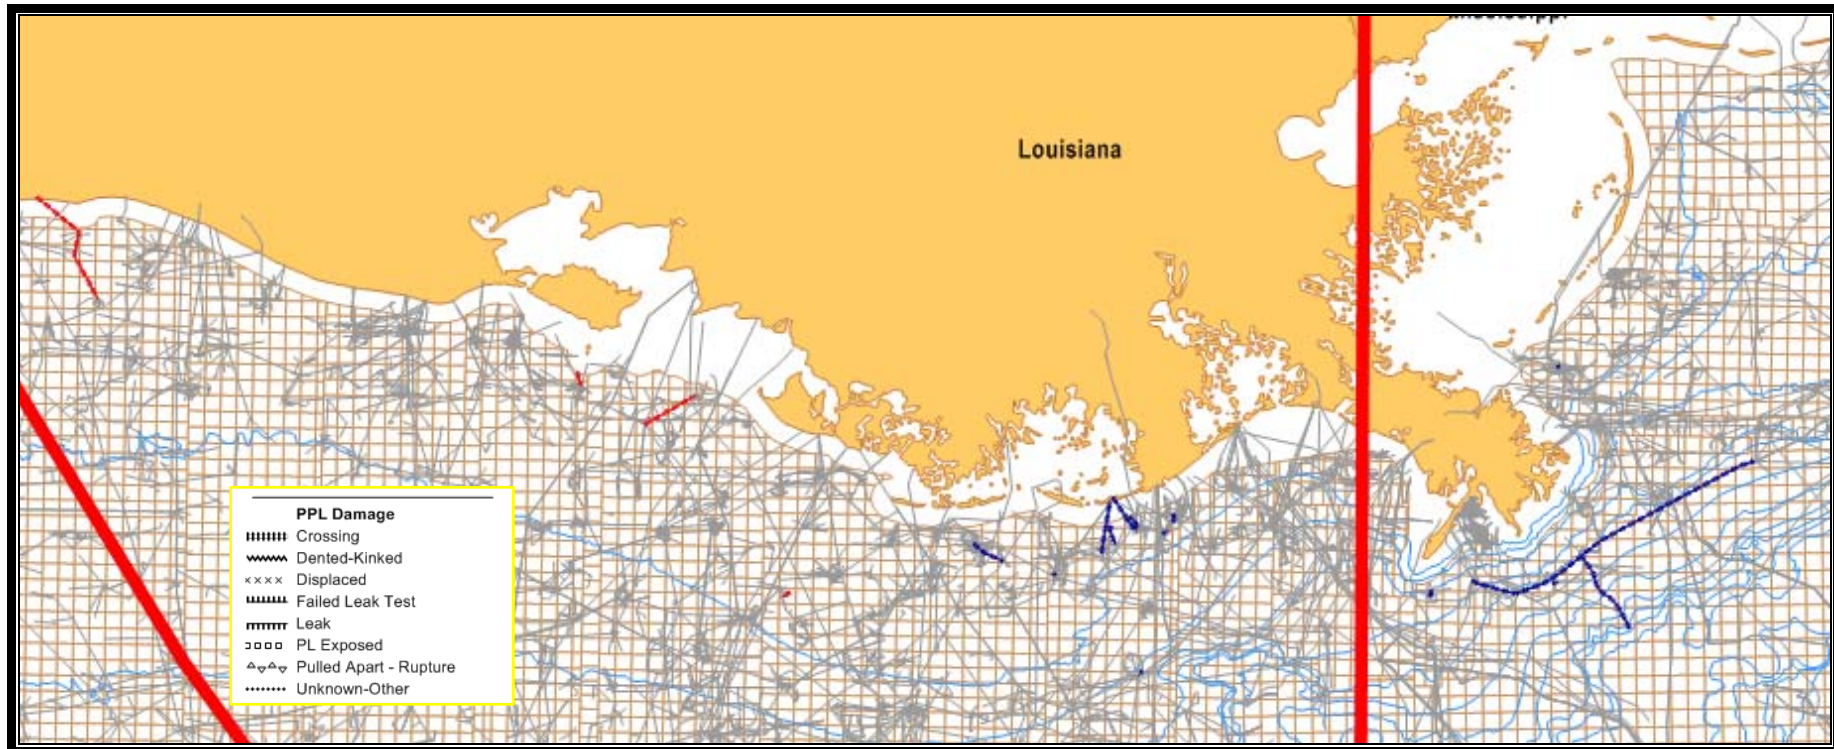 Louisiana
PPL Damage
Crossing
Dented-Kinked
Displaced
Failed Leak Test
Leak
PL Exposed
Pulled Apart - Rupture
Unknown-Other